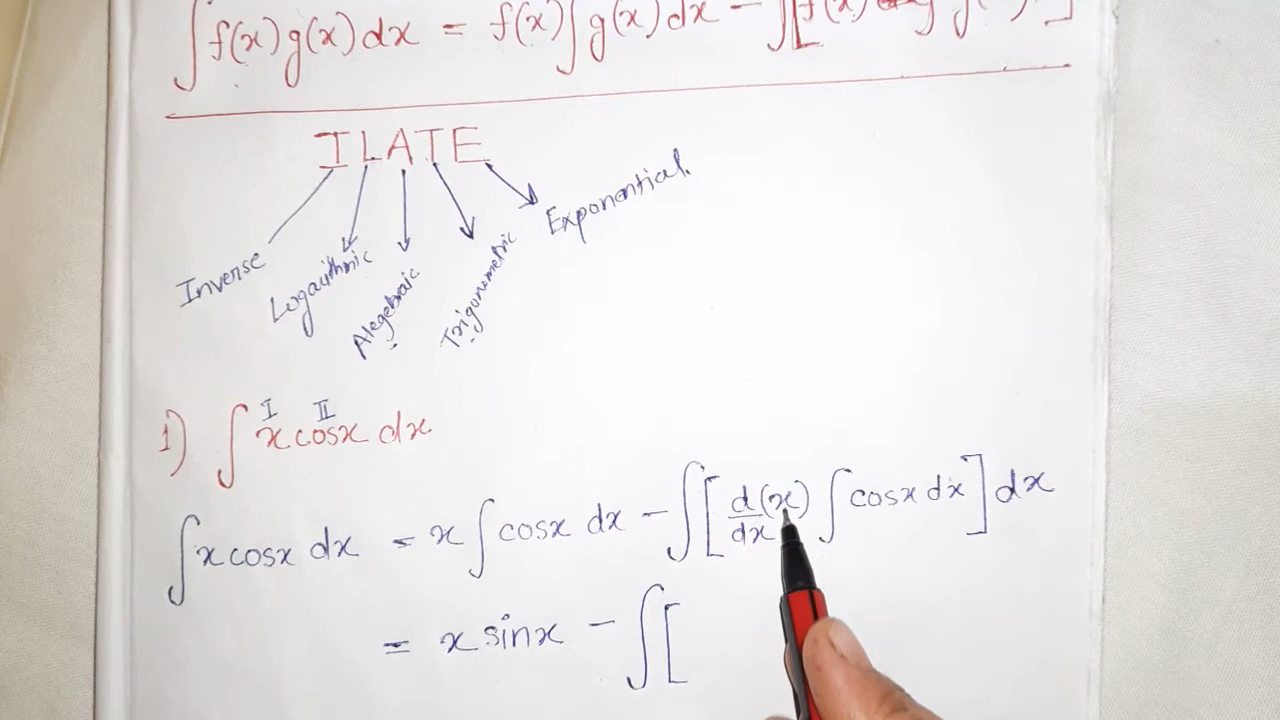 ∫f(x)g(x)dx = f(x)∫g(x)dx − ∫[f(x)
ILATE
Inverse Logarithmic Alegebraic Trigonometric Exponential.
I II
1) ∫x cosx dx
∫x cosx dx = x∫cosx dx − ∫[d/dx(x) ∫cosx dx]dx
= x sinx − ∫[